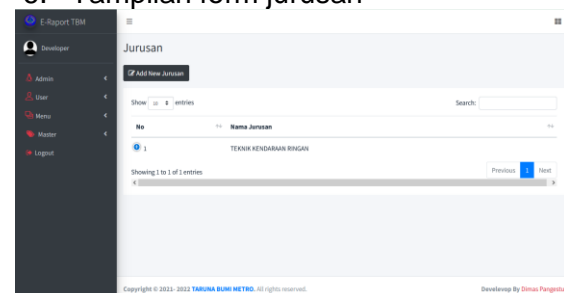 Tampilan form jurusan
E-Raport TBM
Developer
Jurusan
Admin
Add New Jurusan
User
Show 10 entries
Search:
Menu
No
Nama Jurusan
Master
1
TEKNIK KENDARAAN RINGAN
Logout
Showing 1 to 1 of 1 entries
Previous 1 Next
Copyright © 2021- 2022 TARUNA BUMI METRO. All rights reserved.
Develevop By Dimas Pangestu